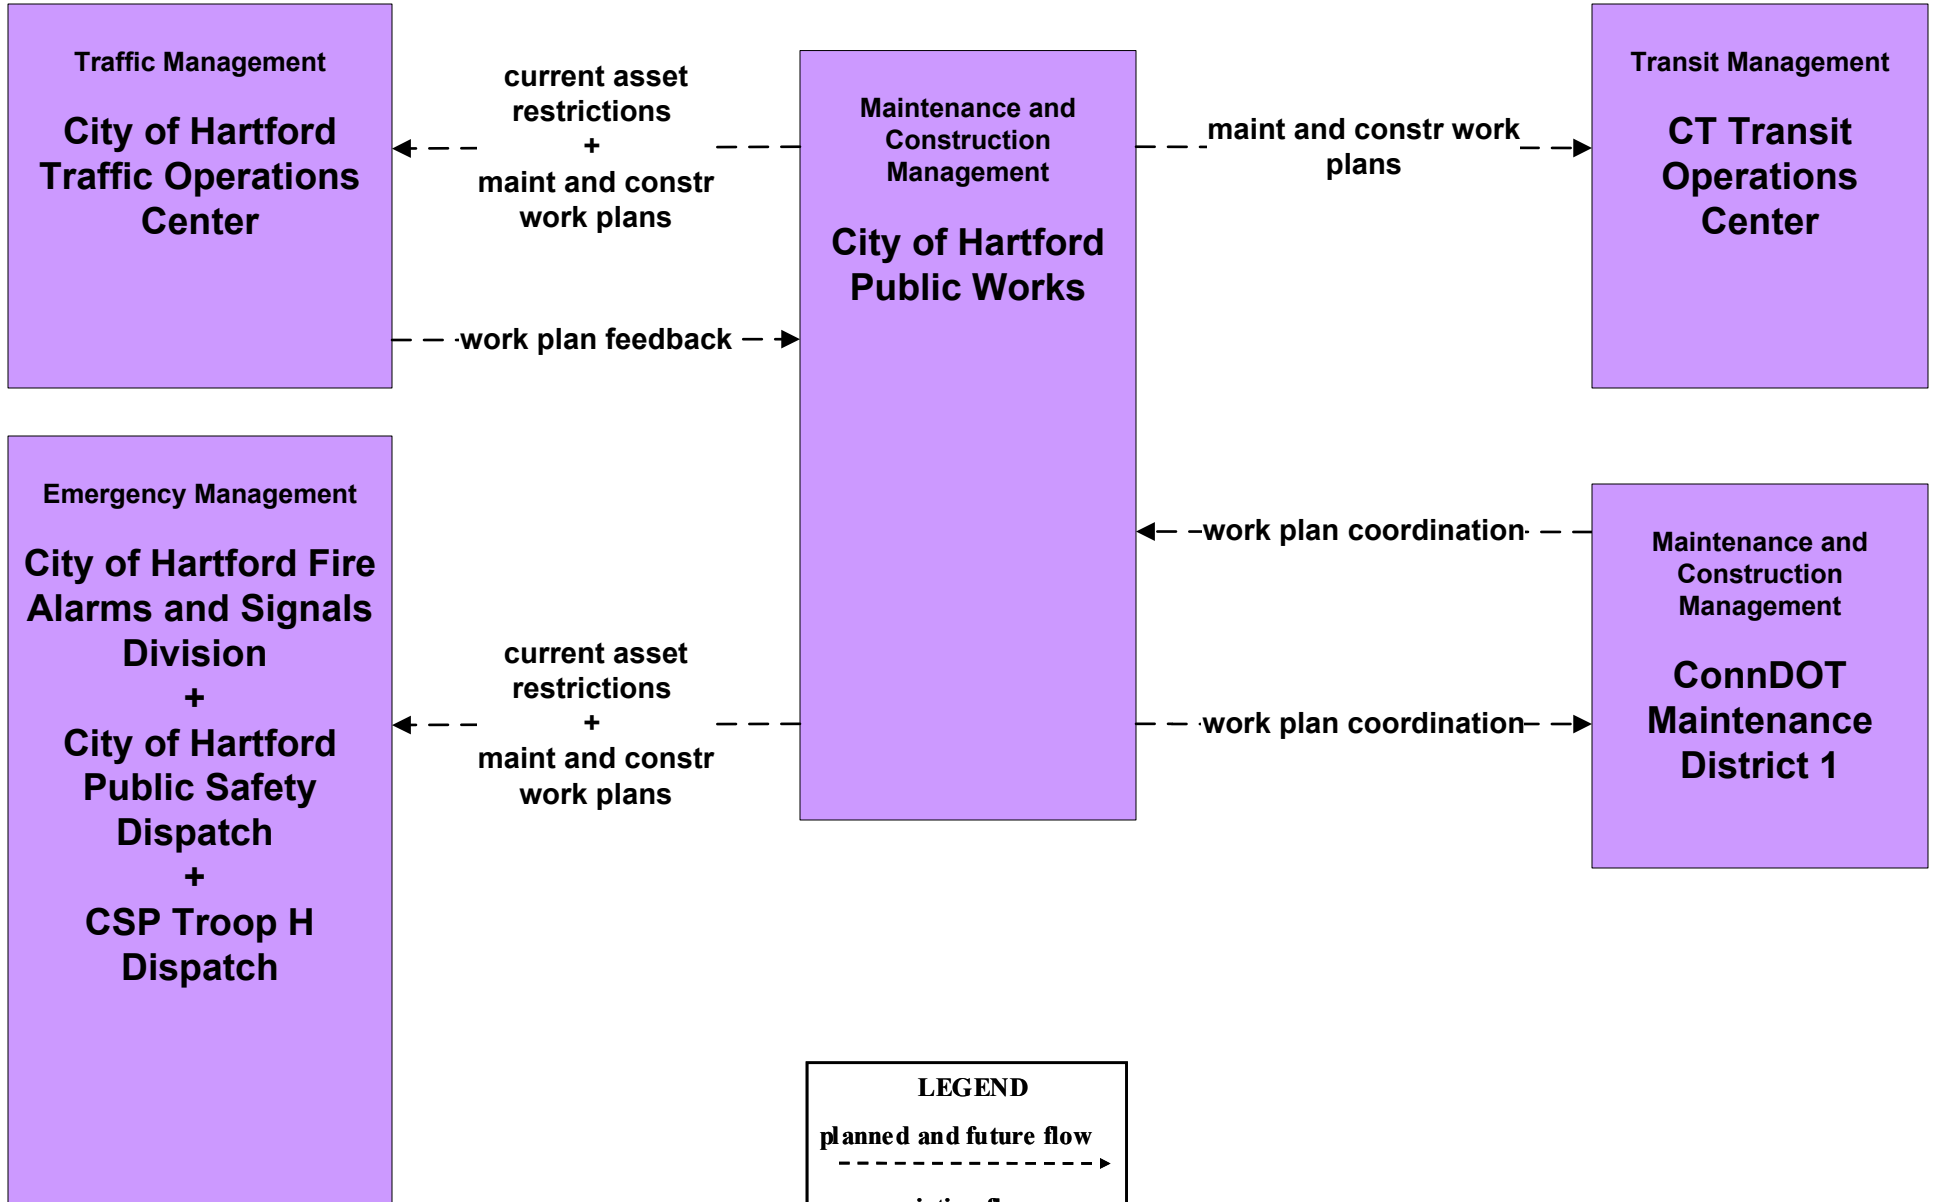 Traffic Management
City of Hartford
Traffic Operations
Center
current asset
restrictions
+
maint and constr
work plans
work plan feedback
Maintenance and
Construction
Management
City of Hartford
Public Works
maint and constr work
plans
Transit Management
CT Transit
Operations
Center
Emergency Management
City of Hartford Fire
Alarms and Signals
Division
+
City of Hartford
Public Safety
Dispatch
+
CSP Troop H
Dispatch
current asset
restrictions
+
maint and constr
work plans
work plan coordination
work plan coordination
Maintenance and
Construction
Management
ConnDOT
Maintenance
District 1
LEGEND
planned and future flow